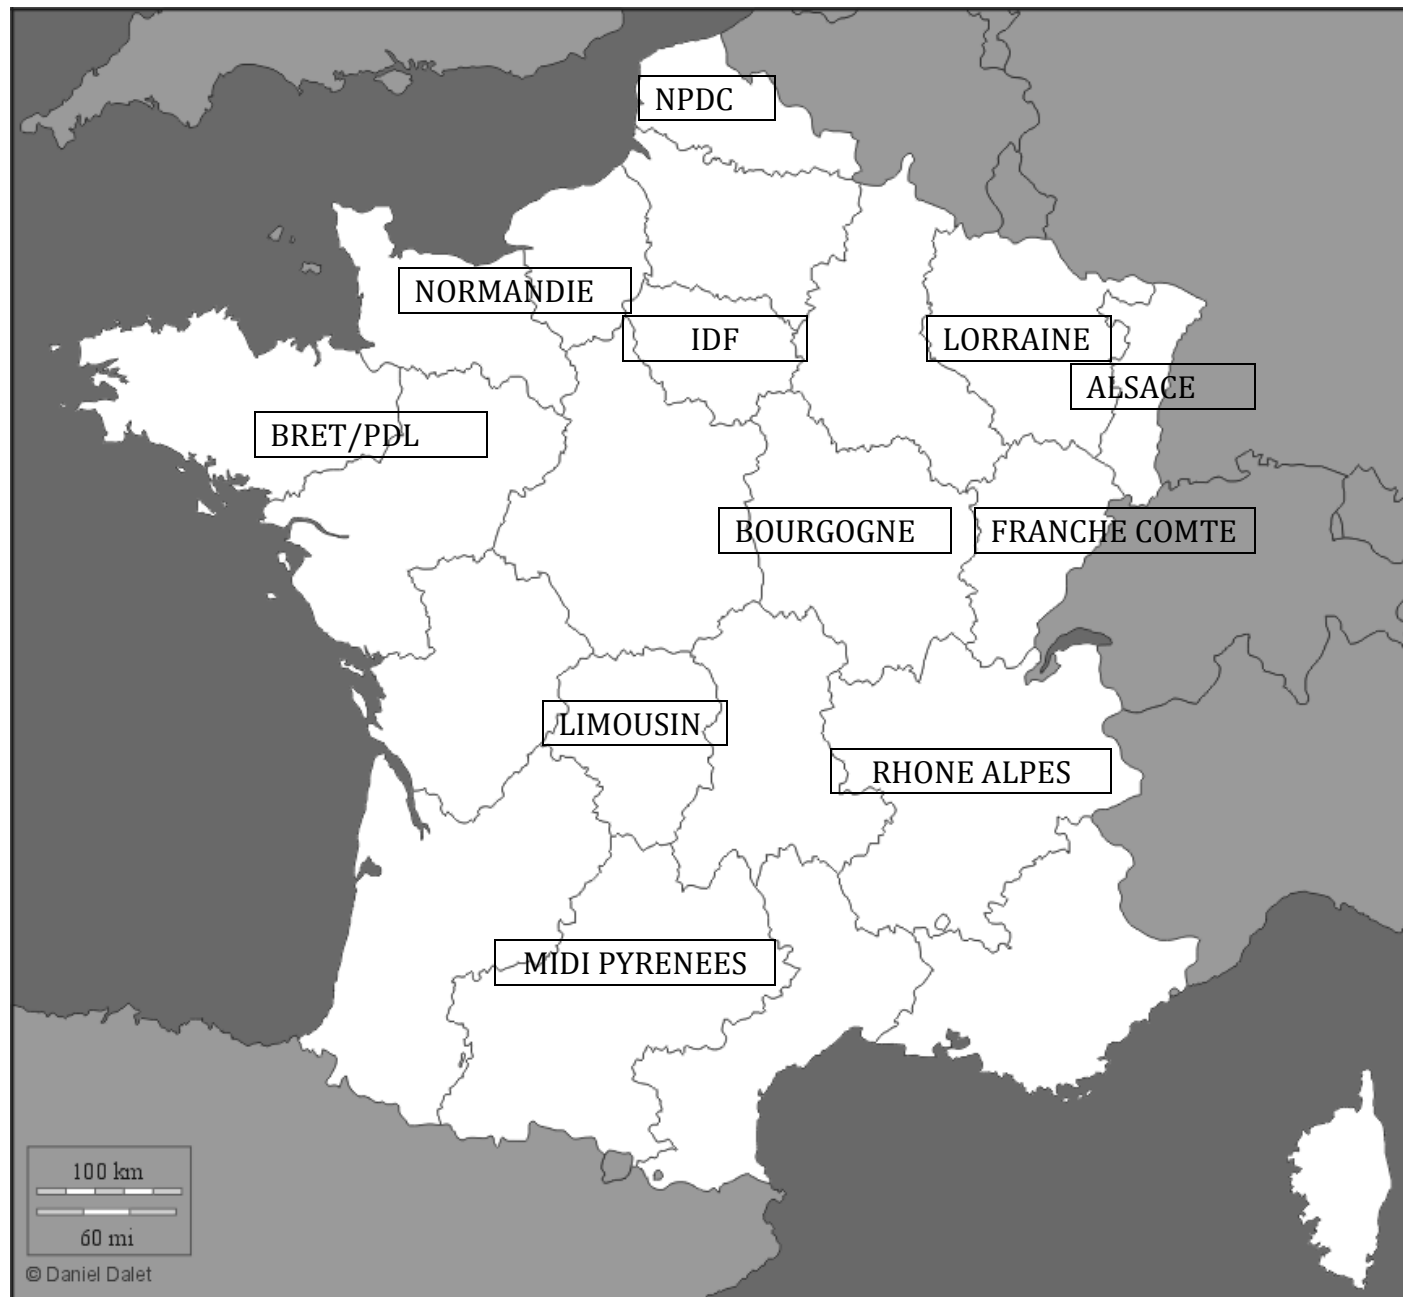 NPDC
NORMANDIE
IDF
LORRAINE
ALSACE
BRET/PDL
BOURGOGNE
FRANCHE COMTE
LIMOUSIN
RHONE ALPES
MIDI PYRENEES
100 km
60 mi
© Daniel Dalet